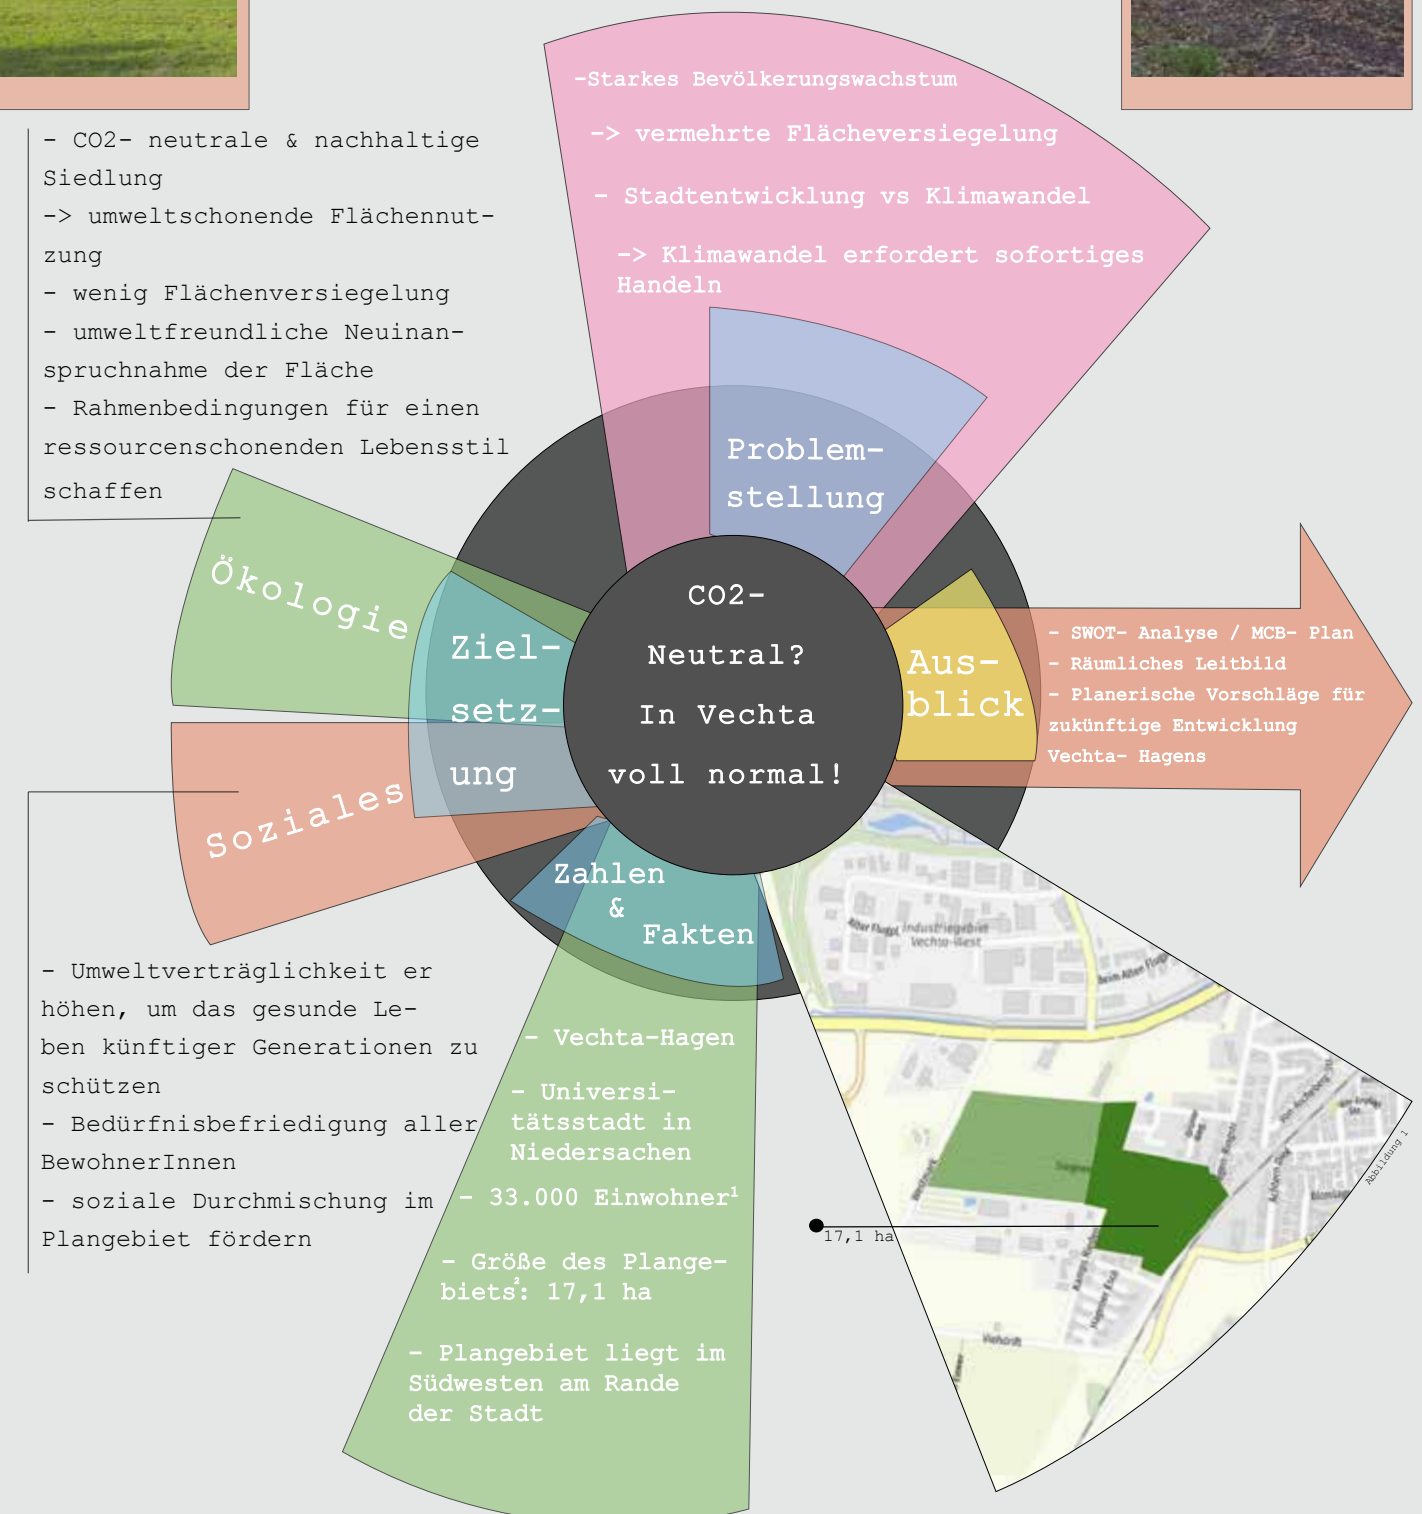 -Starkes Bevölkerungswachstum
-> vermehrte Flächeversiegelung
- Stadtentwicklung vs Klimawandel
-> Klimawandel erfordert sofortiges
Handeln
Problem-
stellung
- CO2- neutrale & nachhaltige
Siedlung
-> umweltschonende Flächennut-
zung
- wenig Flächenversiegelung
- umweltfreundliche Neuinan-
spruchnahme der Fläche
- Rahmenbedingungen für einen
ressourcenschonenden Lebensstil
schaffen
Ökologie
Ziel-
setz-
ung
Soziales
CO2-
Neutral?
In Vechta
voll normal!
Aus-
blick
- SWOT- Analyse / MCB- Plan
- Räumliches Leitbild
- Planerische Vorschläge für
zukünftige Entwicklung
Vechta- Hagens
Zahlen
&
Fakten
- Umweltverträglichkeit er
höhen, um das gesunde Le-
ben künftiger Generationen zu
schützen
- Bedürfnisbefriedigung aller
BewohnerInnen
- soziale Durchmischung im
Plangebiet fördern
- Vechta-Hagen
- Universi-
tätsstadt in
Niedersachen
- 33.000 Einwohner¹
- Größe des Plange-
biets²: 17,1 ha
- Plangebiet liegt im
Südwesten am Rande
der Stadt
Industriegebiet
Vechta-West
17,1 ha
Abbildung 1